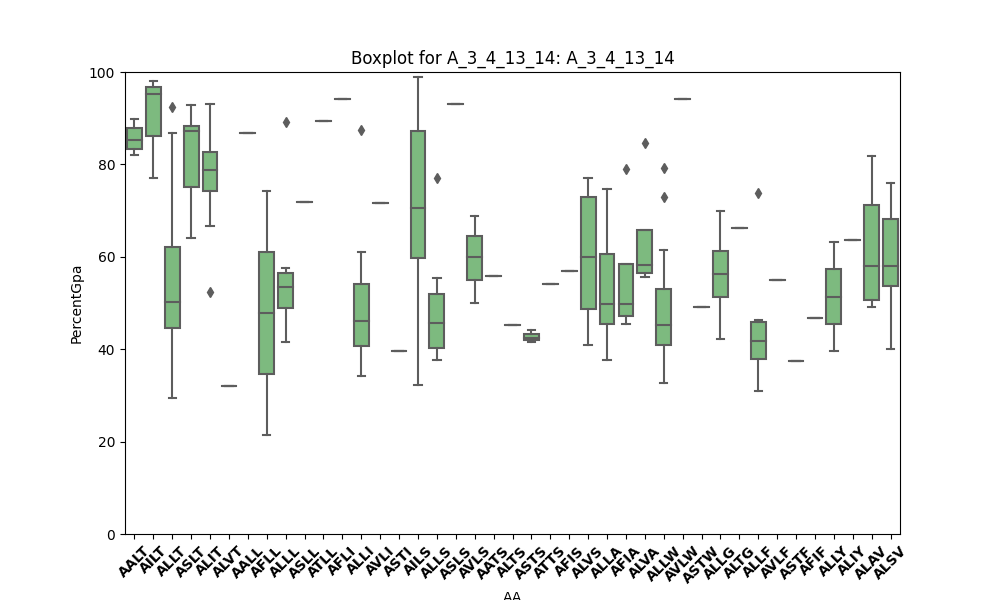 Boxplot for A_3_4_13_14: A_3_4_13_14
PercentGpa
100
80
60
40
20
0
AALT AILT ALLT ASLT ALIT ALVT AALL AFLL ALLL ASLL ATLL AFLI ALLI AVLI ASTI AILS ALLS ASLS AVLS AATS ALTS ASTS ATTS AFIS ALVS ALLA AFIA ALVA ALLW AVLW ASTW ALLG ALTG ALLF AVLF ASTF AFIF ALLY ALIY ALAV ALSV
AA